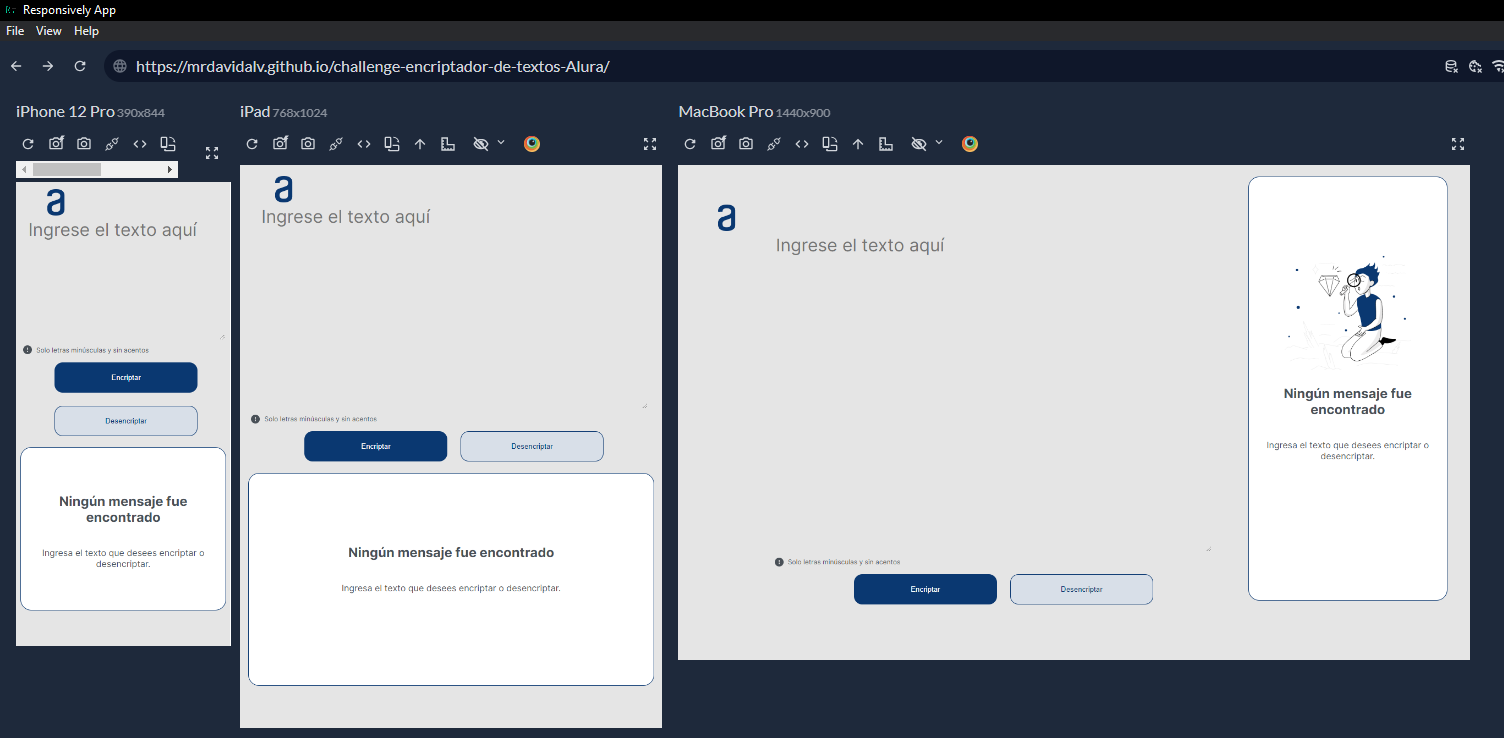 Responsively App
File View Help
https://mrdavidalv.github.io/challenge-encriptador-de-textos-Alura/
iPhone 12 Pro 390x844
a
Ingrese el texto aquí
Solo letras minúsculas y sin acentos
Encriptar
Desencriptar
Ningún mensaje fue
encontrado
Ingresa el texto que desees encriptar o
desencriptar.
iPad 768x1024
a
Ingrese el texto aquí
Solo letras minúsculas y sin acentos
Encriptar Desencriptar
Ningún mensaje fue encontrado
Ingresa el texto que desees encriptar o desencriptar.
MacBook Pro 1440x900
a
Ingrese el texto aquí
Solo letras minúsculas y sin acentos
Encriptar Desencriptar
Ningún mensaje fue
encontrado
Ingresa el texto que desees encriptar o
desencriptar.